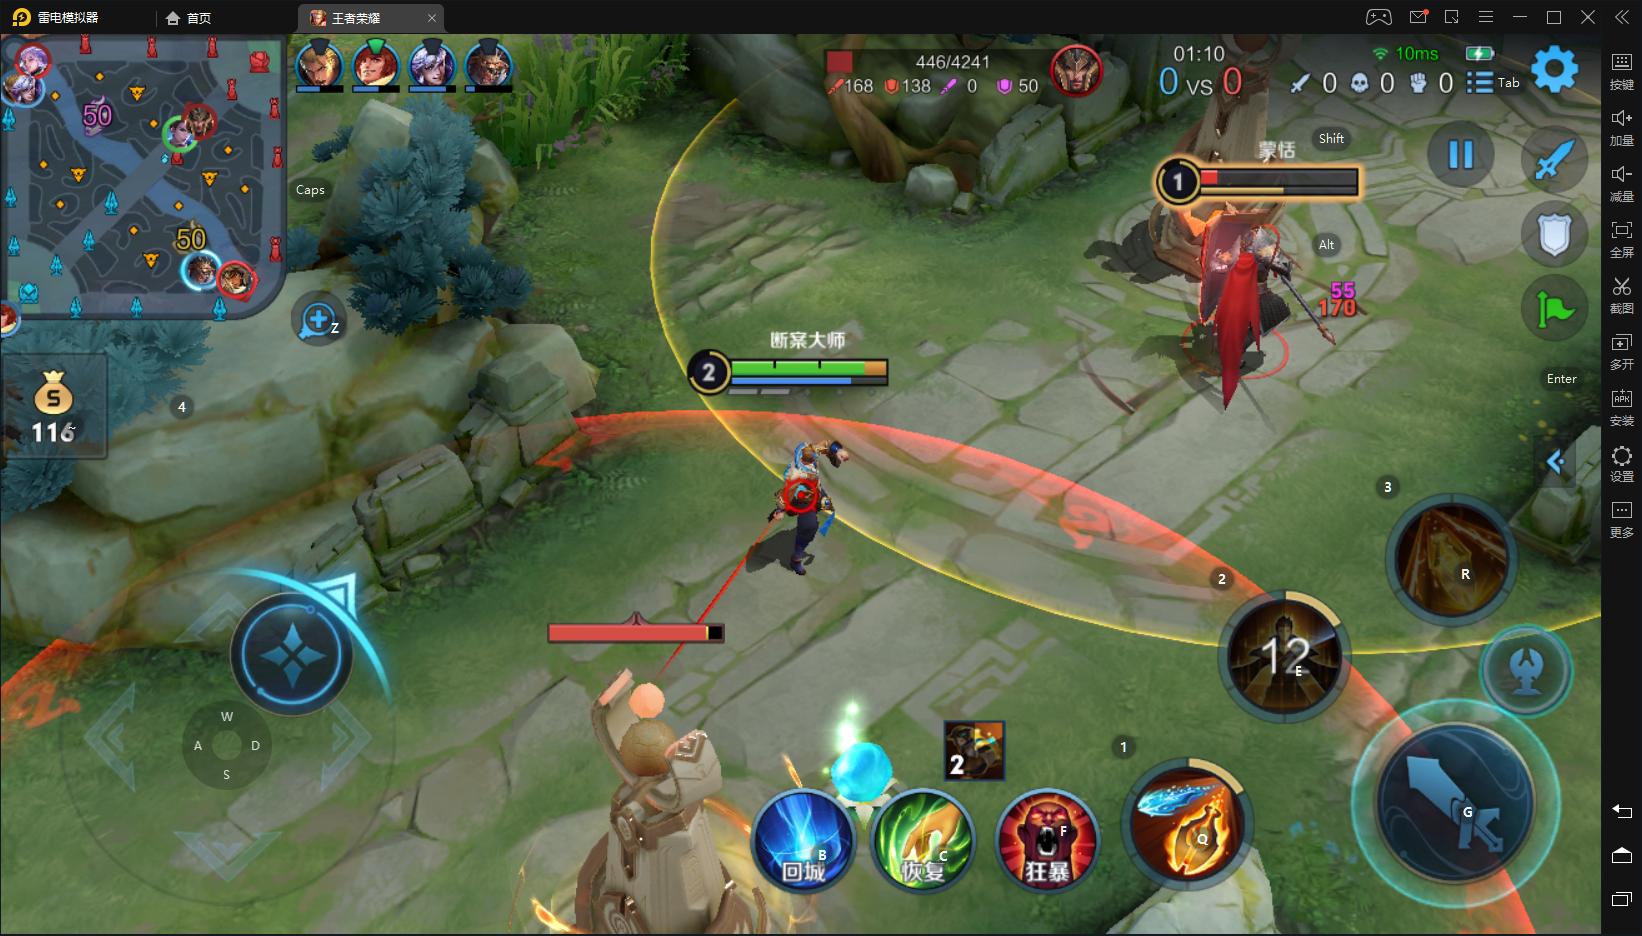 雷电模拟器
首页
王者荣耀
446/4241
168
138
0
50
01:10
0 VS 0
10ms
0
0
0
Tab
50
50
Caps
Z
116
4
断案大师
2
蒙恬
1
Shift
Alt
55
170
Enter
3
R
2
12
E
1
Q
G
W
A
D
S
2
B
回城
C
恢复
F
狂暴
按键
加量
减量
全屏
截图
多开
APK
安装
设置
更多